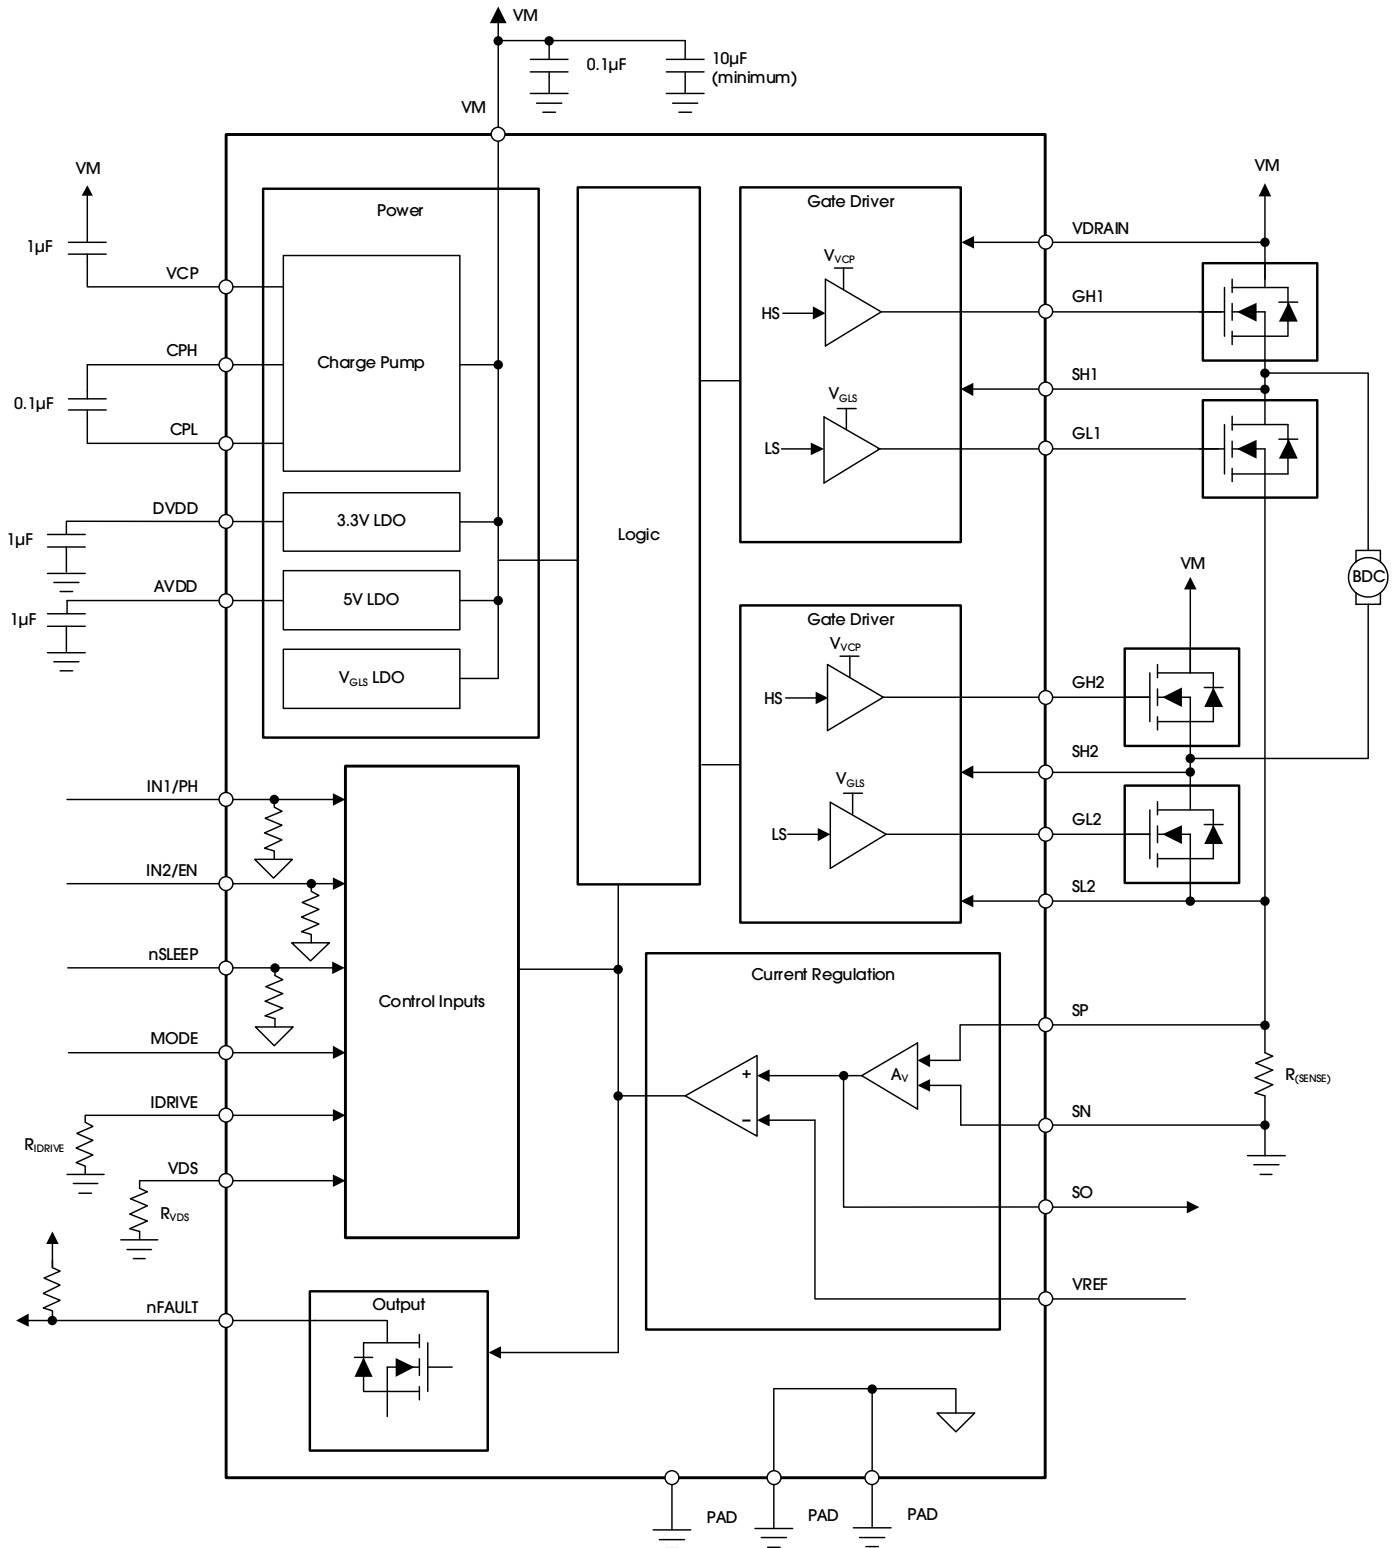 VM
0.1µF
10µF
(minimum)
VM
VM
1µF
VCP
CPH
0.1µF
CPL
DVDD
1µF
AVDD
1µF
Power
Charge Pump
3.3V LDO
5V LDO
VGLS LDO
Logic
Gate Driver
VVCP
HS
VGLS
LS
Gate Driver
VVCP
HS
VGLS
LS
VM
VDRAIN
GH1
SH1
GL1
BDC
VM
GH2
SH2
GL2
SL2
IN1/PH
IN2/EN
nSLEEP
MODE
IDRIVE
RIDRIVE
VDS
RVDS
nFAULT
Control Inputs
Output
Current Regulation
+
−
AV
SP
R(SENSE)
SN
SO
VREF
PAD
PAD
PAD